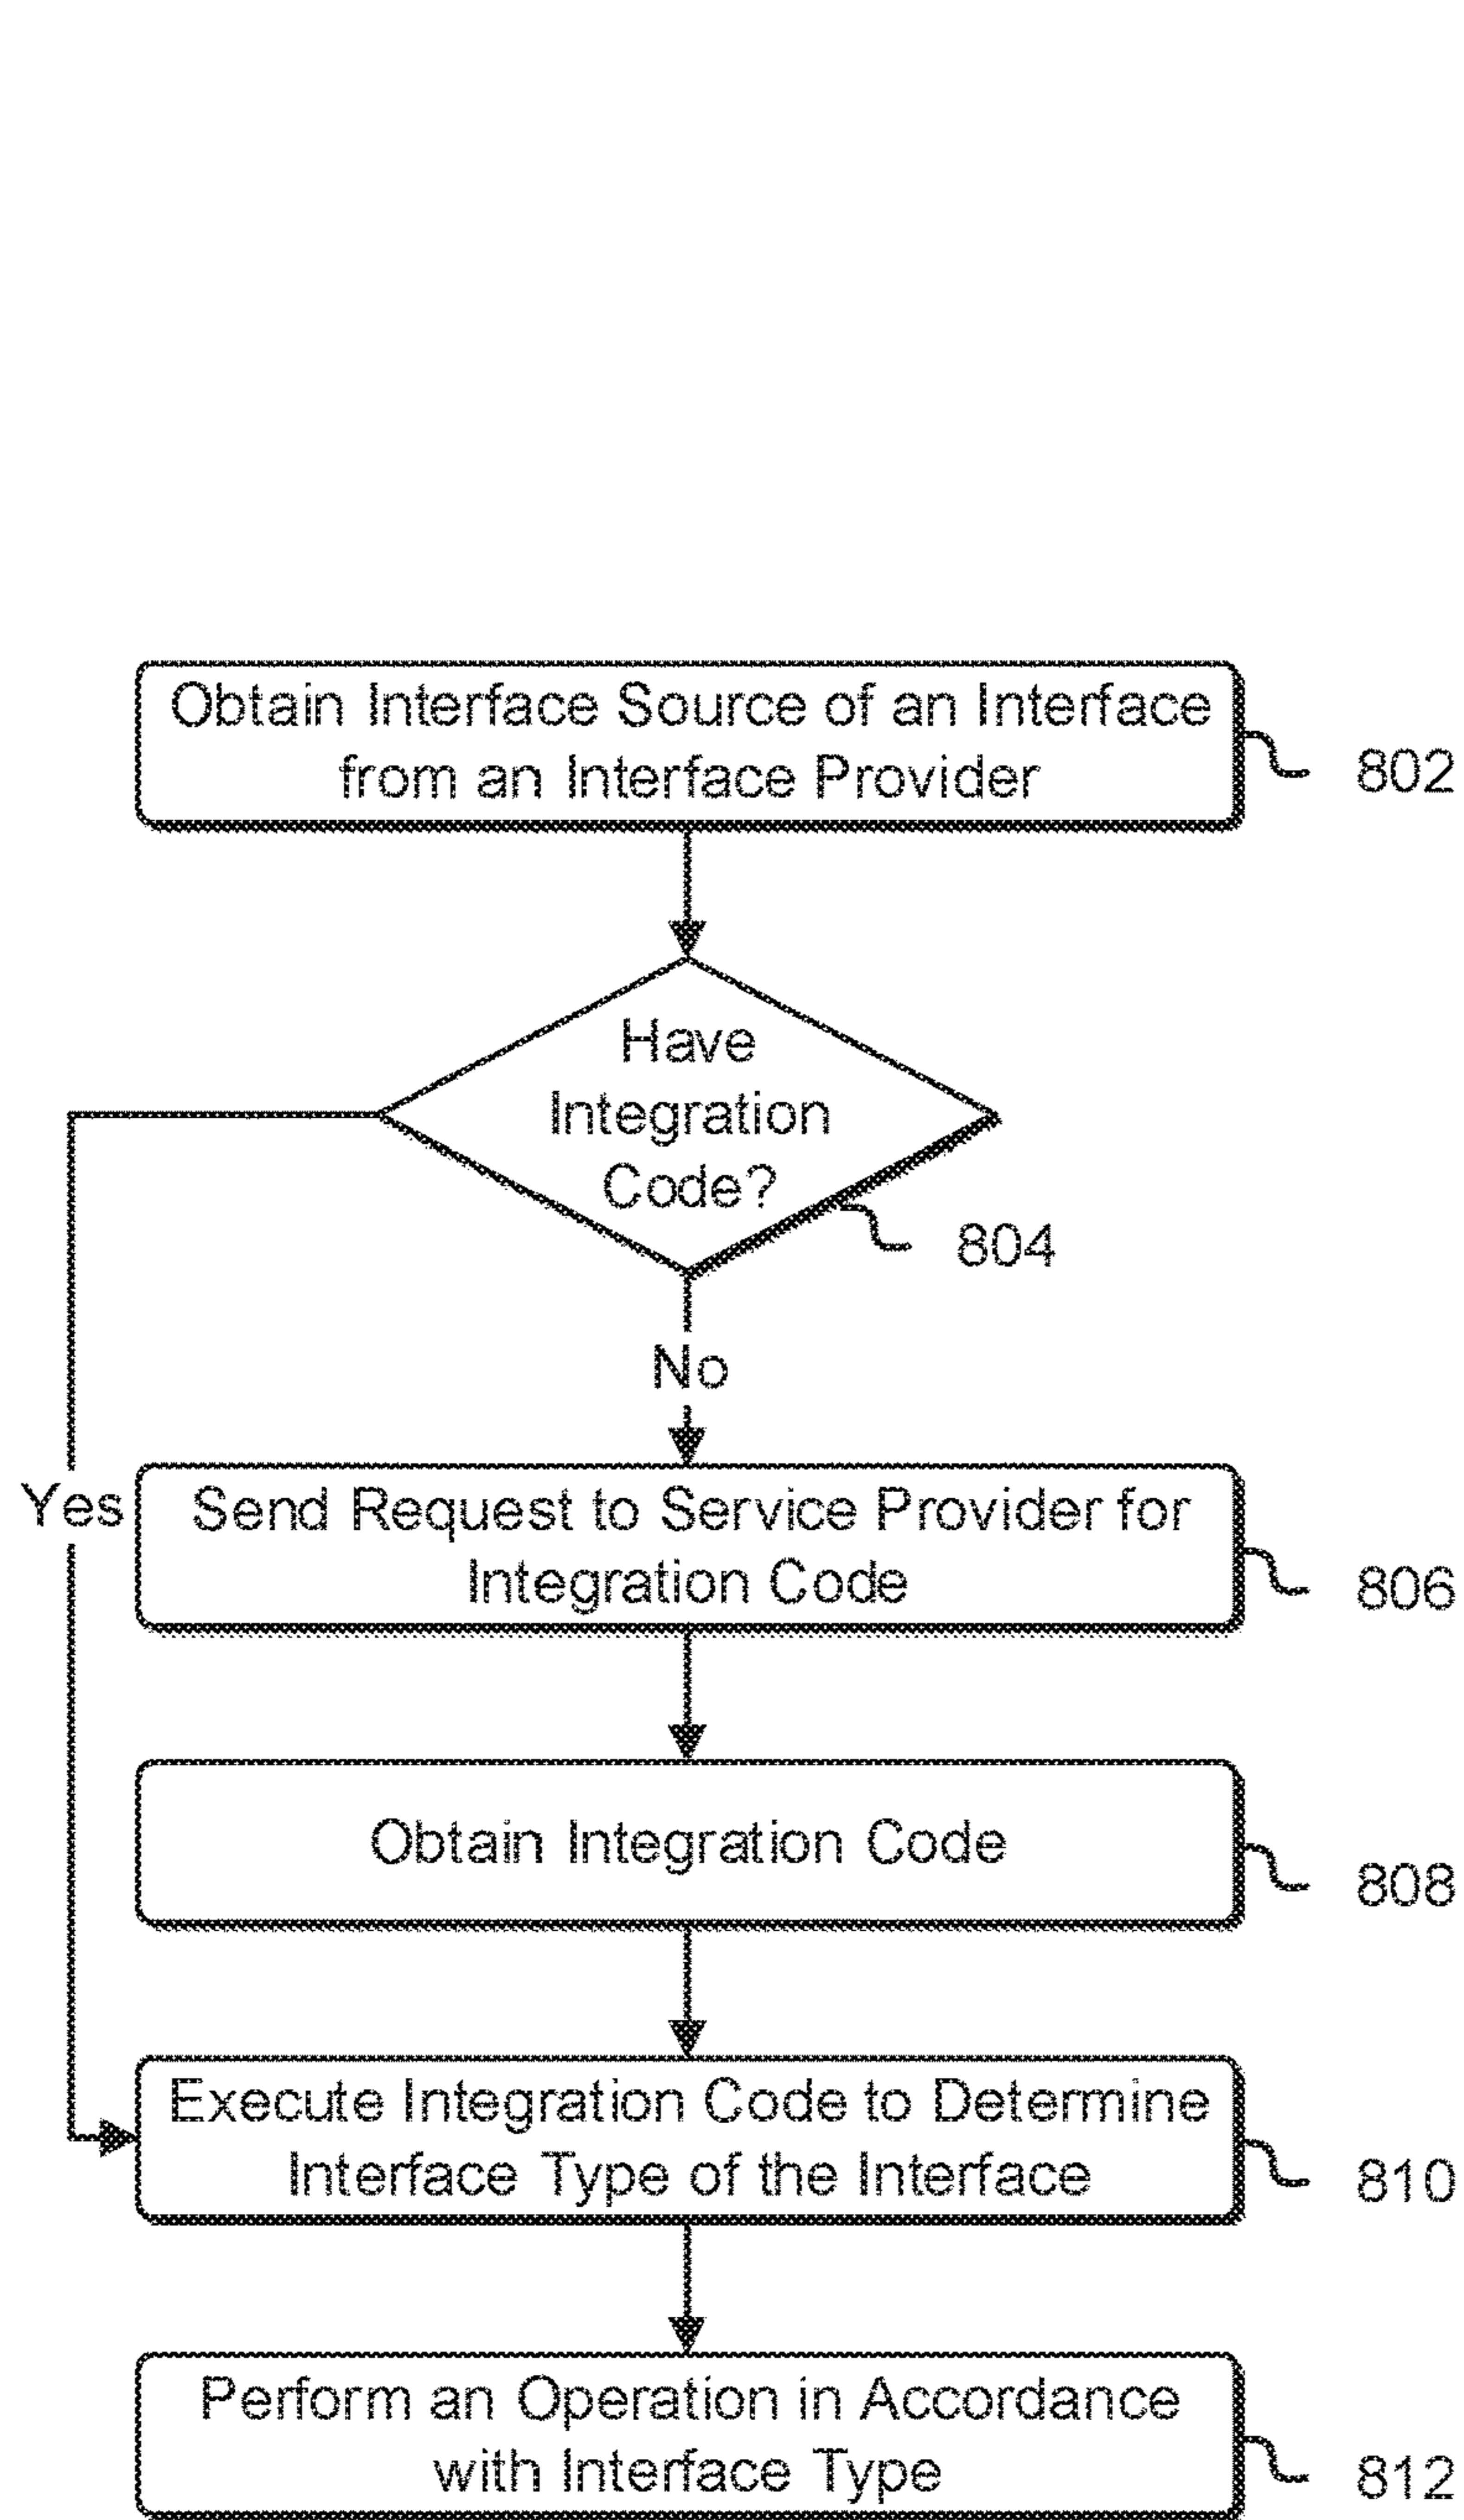 Obtain Interface Source of an Interface
from an Interface Provider
802
Have
Integration
Code?
804
No
Yes
Send Request to Service Provider for
Integration Code
806
Obtain Integration Code
808
Execute Integration Code to Determine
Interface Type of the Interface
810
Perform an Operation in Accordance
with Interface Type
812